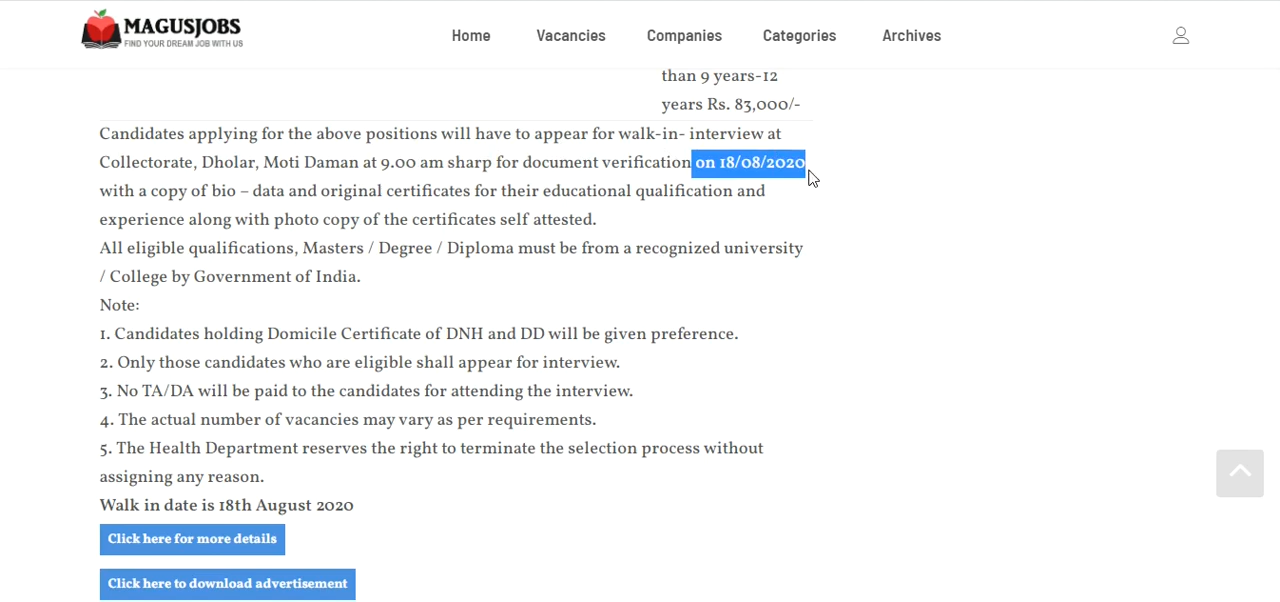 MAGUSJOBS
FIND YOUR DREAM JOB WITH US
Home Vacancies Companies Categories Archives
than 9 years-12
years Rs. 83,000/-
Candidates applying for the above positions will have to appear for walk-in- interview at
Collectorate, Dholar, Moti Daman at 9.00 am sharp for document verification on 18/08/2020
with a copy of bio – data and original certificates for their educational qualification and
experience along with photo copy of the certificates self attested.
All eligible qualifications, Masters / Degree / Diploma must be from a recognized university
/ College by Government of India.
Note:
1. Candidates holding Domicile Certificate of DNH and DD will be given preference.
2. Only those candidates who are eligible shall appear for interview.
3. No TA/DA will be paid to the candidates for attending the interview.
4. The actual number of vacancies may vary as per requirements.
5. The Health Department reserves the right to terminate the selection process without
assigning any reason.
Walk in date is 18th August 2020
Click here for more details
Click here to download advertisement